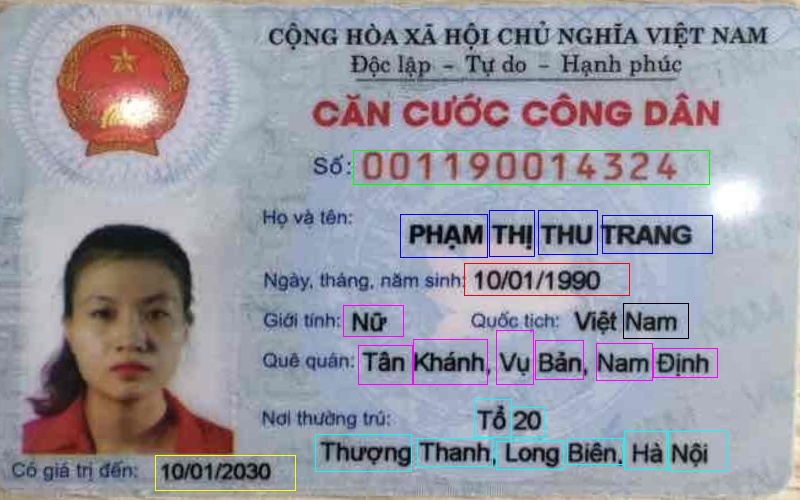 CỘNG HÒA XÃ HỘI CHỦ NGHĨA VIỆT NAM
Độc lập - Tự do - Hạnh phúc
CĂN CƯỚC CÔNG DÂN
Số: 001190014324
Họ và tên: PHẠM THỊ THU TRANG
Ngày, tháng, năm sinh: 10/01/1990
Giới tính: Nữ Quốc tịch: Việt Nam
Quê quán: Tân Khánh, Vụ Bản, Nam Định
Nơi thường trú: Tổ 20
Thượng Thanh, Long Biên, Hà Nội
Có giá trị đến: 10/01/2030